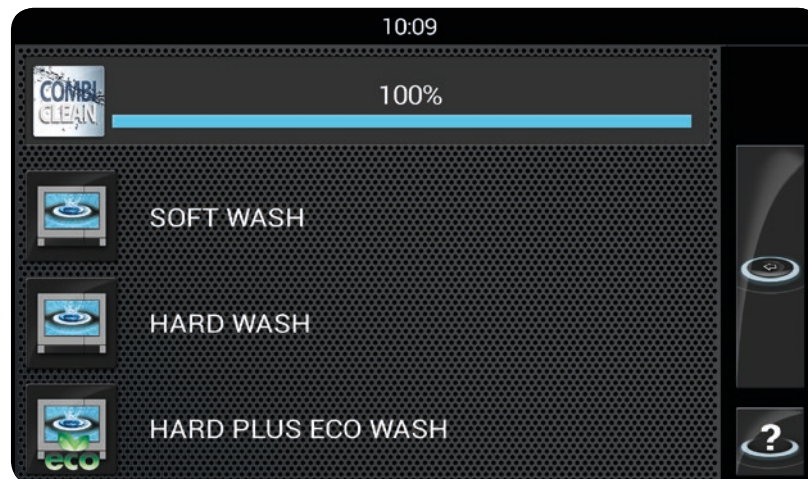 10:09
COMBI
CLEAN
100%
SOFT WASH
HARD WASH
HARD PLUS ECO WASH
eco
?